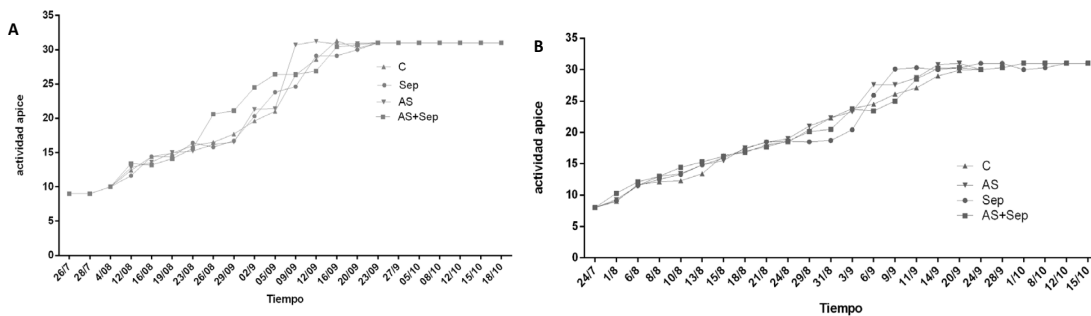 A
35
30
25
20
15
10
5
0
actividad apice
26/7 28/7 4/08 12/08 16/08 19/08 23/08 26/08 29/09 02/9 05/09 09/09 12/09 16/09 20/09 23/09 27/9 05/10 08/10 12/10 15/10 18/10
Tiempo
C
Sep
AS
AS+Sep
B
35
30
25
20
15
10
5
0
actividad apice
24/7 1/8 6/8 8/8 10/8 13/8 15/8 18/8 21/8 24/8 29/8 31/8 3/9 6/9 9/9 11/9 14/9 20/9 24/9 28/9 1/10 8/10 12/10 15/10
Tiempo
C
AS
Sep
AS+Sep